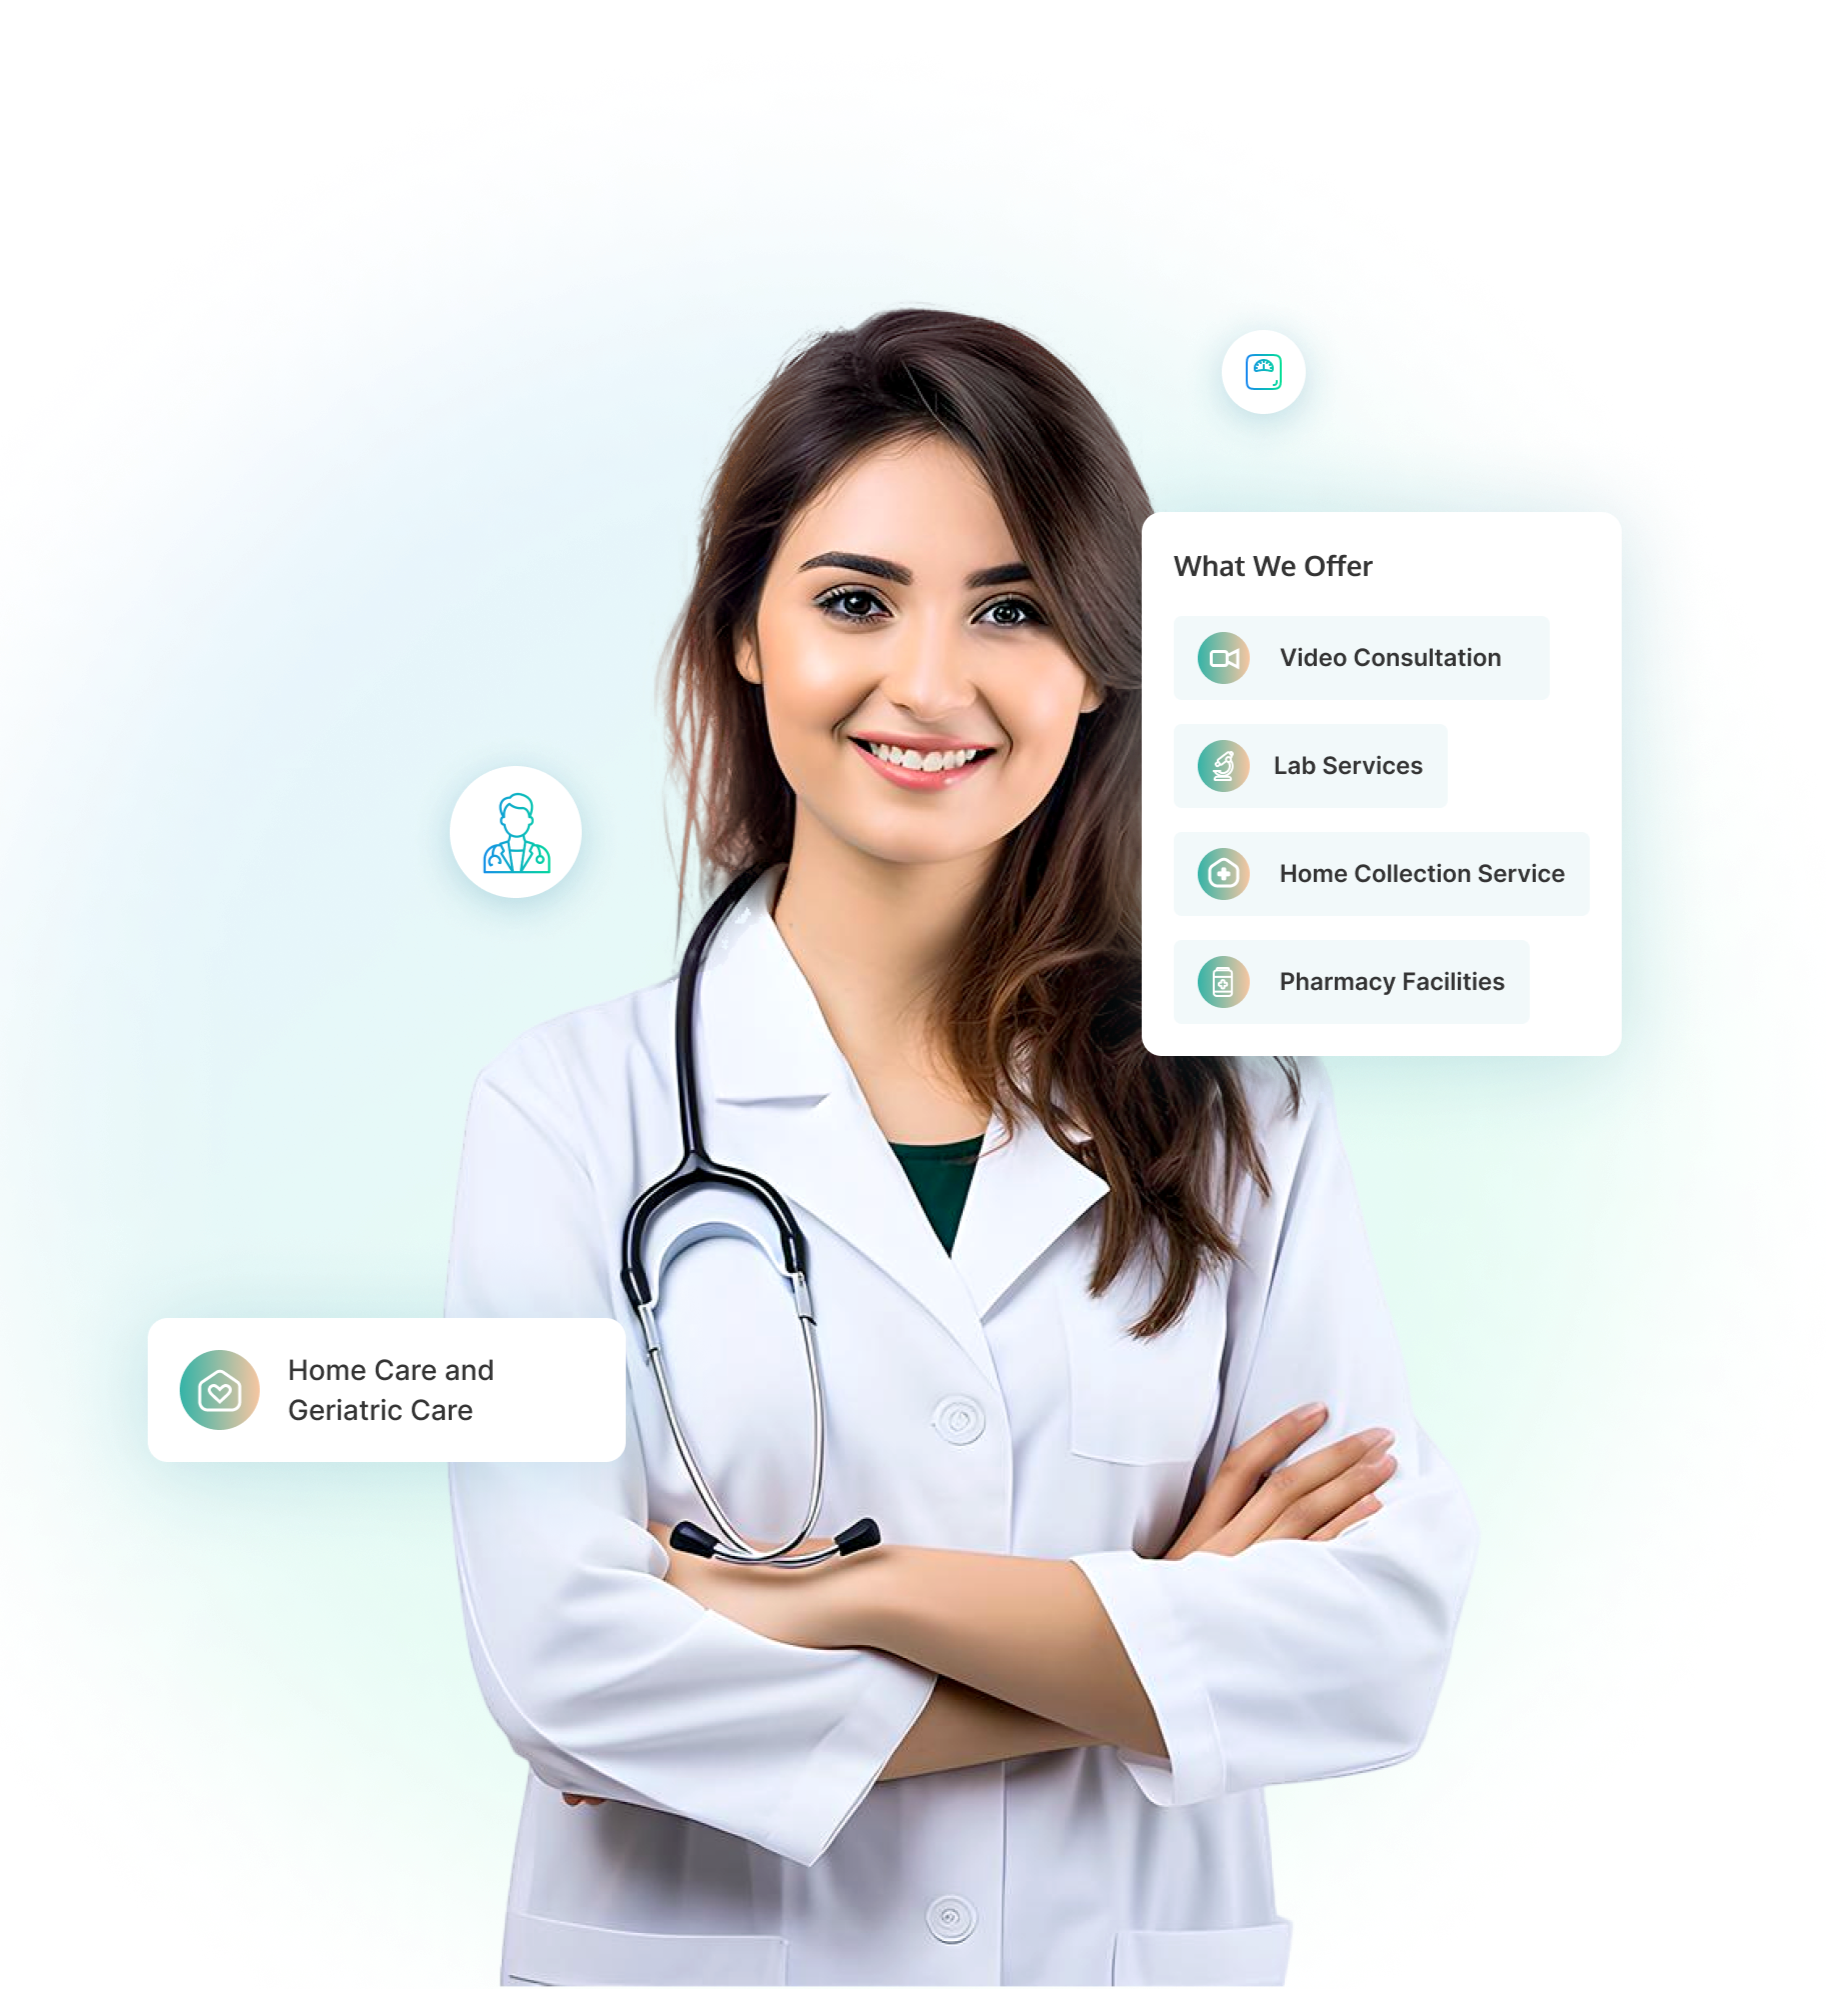 What We Offer
Video Consultation
Lab Services
Home Collection Service
Pharmacy Facilities
Home Care and
Geriatric Care